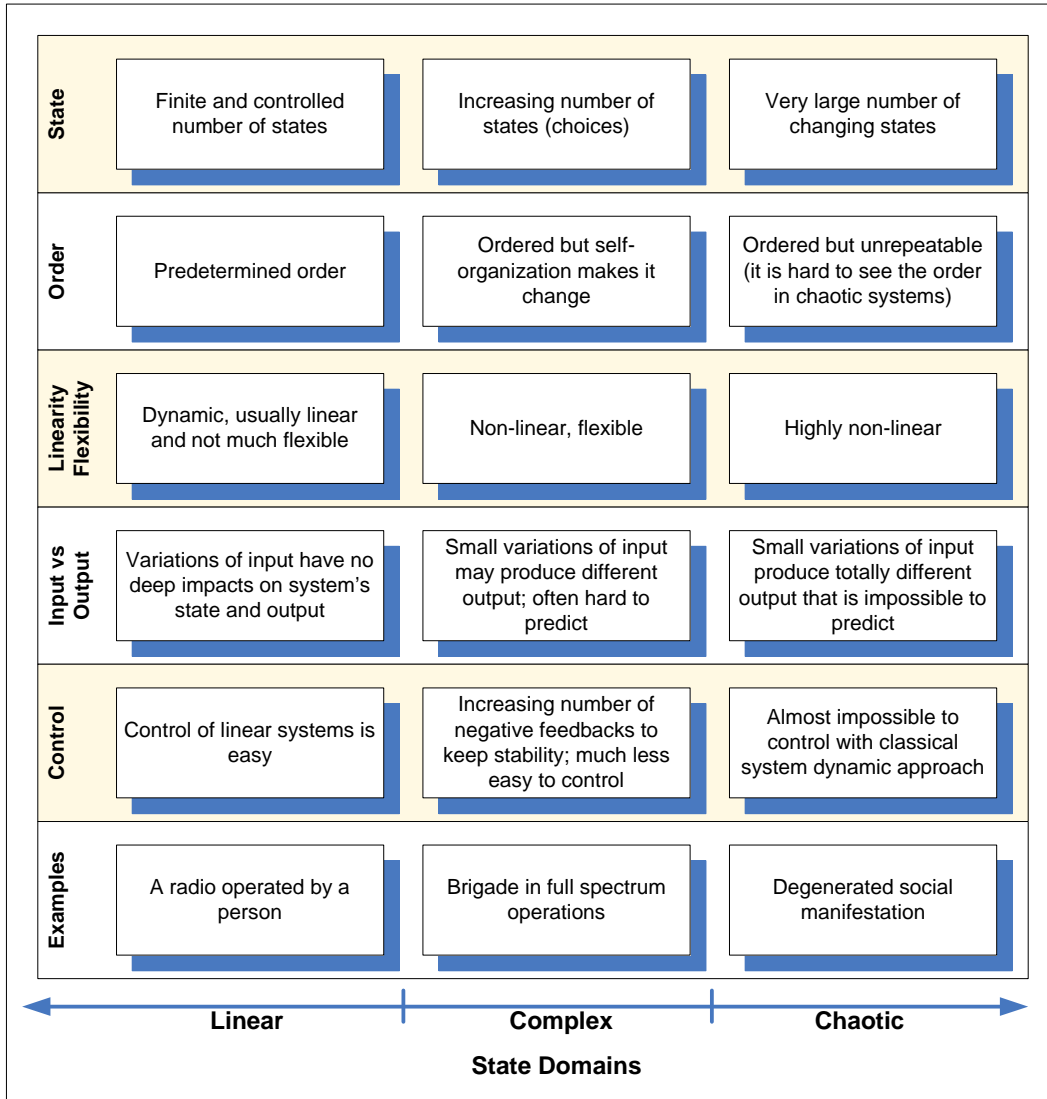 State
Finite and controlled
number of states
Increasing number of
states (choices)
Very large number of
changing states
Order
Predetermined order
Ordered but self-
organization makes it
change
Ordered but unrepeatable
(it is hard to see the order
in chaotic systems)
Linearity
Flexibility
Dynamic, usually linear
and not much flexible
Non-linear, flexible
Highly non-linear
Input vs
Output
Variations of input have no
deep impacts on system’s
state and output
Small variations of input
may produce different
output; often hard to
predict
Small variations of input
produce totally different
output that is impossible to
predict
Control
Control of linear systems is
easy
Increasing number of
negative feedbacks to
keep stability; much less
easy to control
Almost impossible to
control with classical
system dynamic approach
Examples
A radio operated by a
person
Brigade in full spectrum
operations
Degenerated social
manifestation
Linear
Complex
Chaotic
State Domains